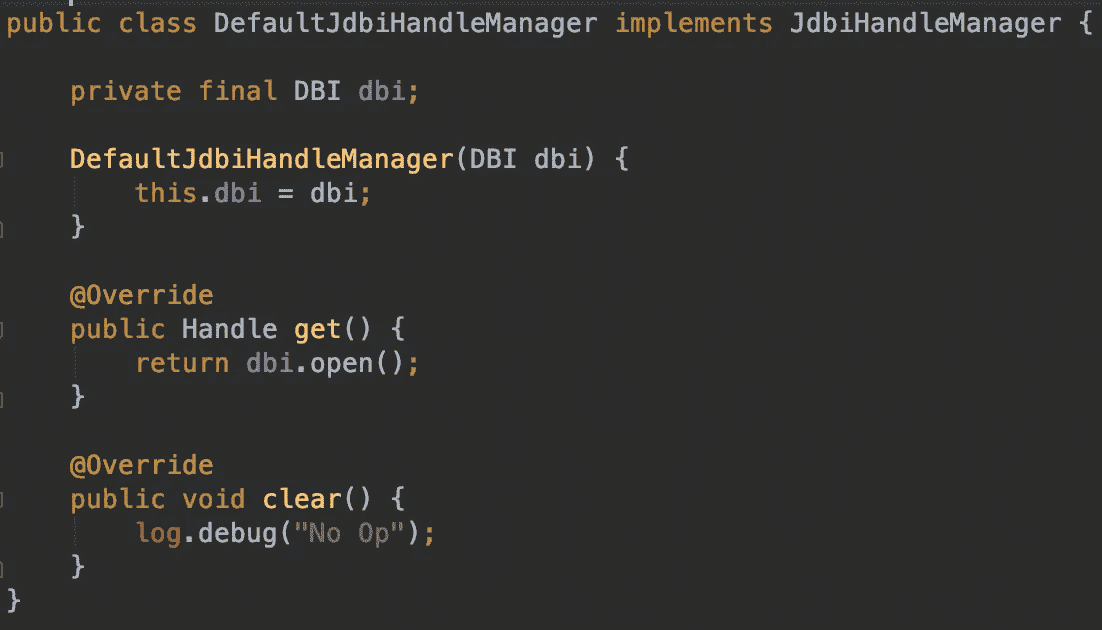 public class DefaultJdbiHandleManager implements JdbiHandleManager {
private final DBI dbi;
DefaultJdbiHandleManager(DBI dbi) {
this.dbi = dbi;
}
@Override
public Handle get() {
return dbi.open();
}
@Override
public void clear() {
log.debug("No Op");
}
}